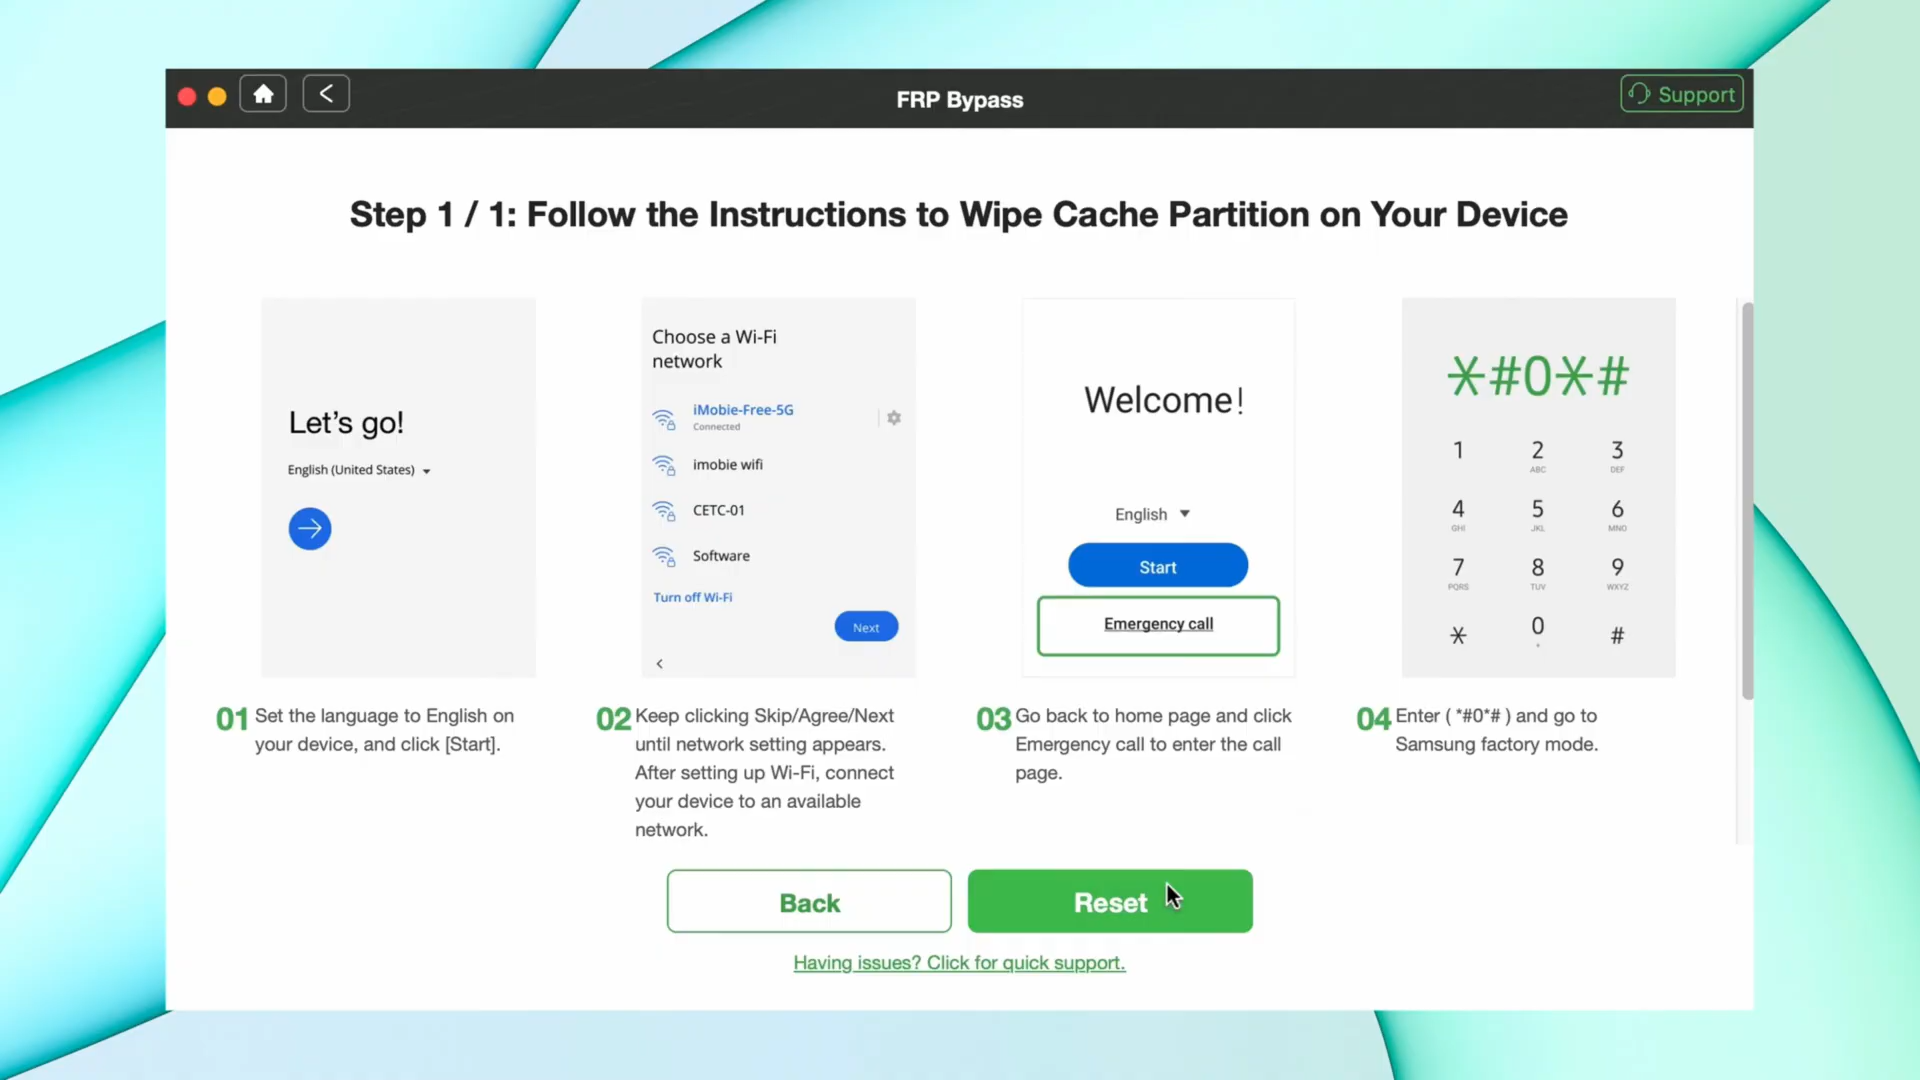 FRP Bypass
Support
Step 1 / 1: Follow the Instructions to Wipe Cache Partition on Your Device
Let's go!
English (United States)
01 Set the language to English on
your device, and click [Start].
Choose a Wi-Fi
network
iMobie-Free-5G
Connected
imobie wifi
CETC-01
Software
Turn off Wi-Fi
Next
02 Keep clicking Skip/Agree/Next
until network setting appears.
After setting up Wi-Fi, connect
your device to an available
network.
Welcome!
English
Start
Emergency call
03 Go back to home page and click
Emergency call to enter the call
page.
*#0*#
1 2 3
ABC DEF
4 5 6
GHI JKL MNO
7 8 9
PQRS TUV WXYZ
* 0 #
+
04 Enter ( *#0*# ) and go to
Samsung factory mode.
Back
Reset
Having issues? Click for quick support.